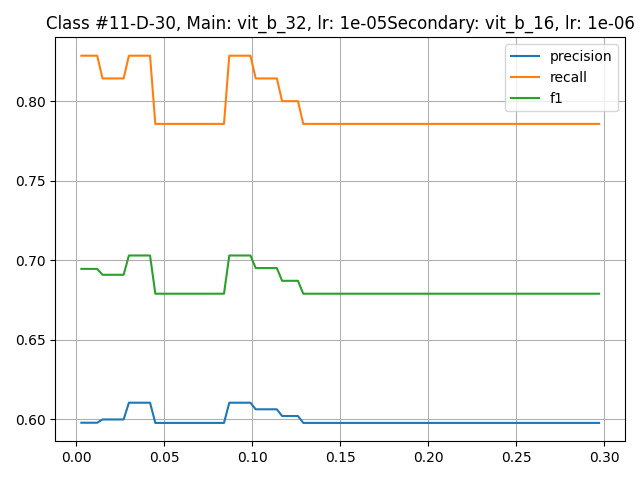 Class #11-D-30, Main: vit_b_32, lr: 1e-05Secondary: vit_b_16, lr: 1e-06
precision
recall
f1
0.80
0.75
0.70
0.65
0.60
0.00 0.05 0.10 0.15 0.20 0.25 0.30